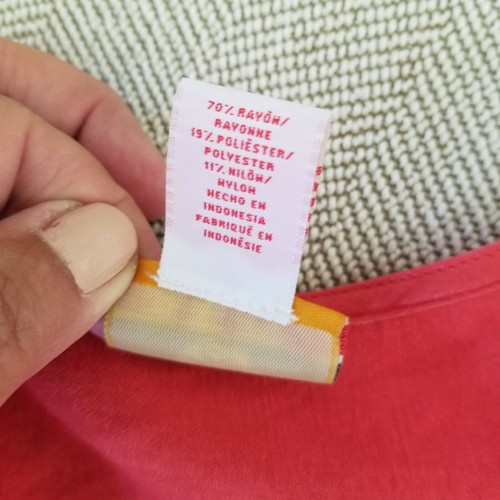 70% RAYÓN/
RAYONNE
19% POLIÉSTER/
POLYESTER
11% NILÓN/
NYLON
HECHO EN
INDONESIA
FABRIQUÉ EN
INDONÉSIE